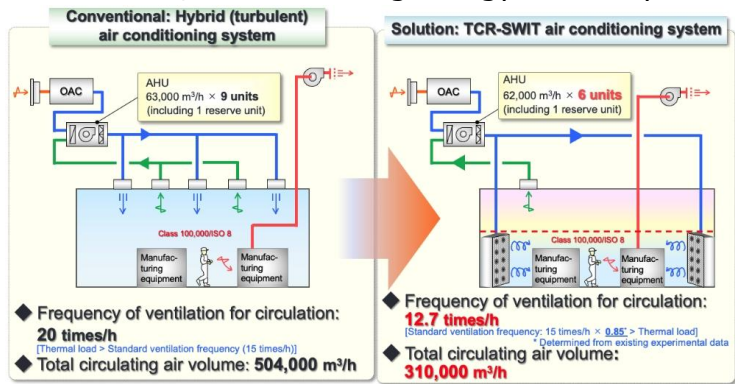 Conventional: Hybrid (turbulent)
air conditioning system
OAC
AHU
63,000 m³/h × 9 units
(including 1 reserve unit)
Class 100,000/ISO 8
Manufac-
turing
equipment
Manufac-
turing
equipment
◆ Frequency of ventilation for circulation:
20 times/h
[Thermal load > Standard ventilation frequency (15 times/h)]
◆ Total circulating air volume: 504,000 m³/h
Solution: TCR-SWIT air conditioning system
OAC
AHU
62,000 m³/h × 6 units
(including 1 reserve unit)
Class 100,000/ISO 8
Manufac-
turing
equipment
Manufac-
turing
equipment
◆ Frequency of ventilation for circulation:
12.7 times/h
[Standard ventilation frequency: 15 times/h × 0.85* > Thermal load]
* Determined from existing experimental data
◆ Total circulating air volume:
310,000 m³/h